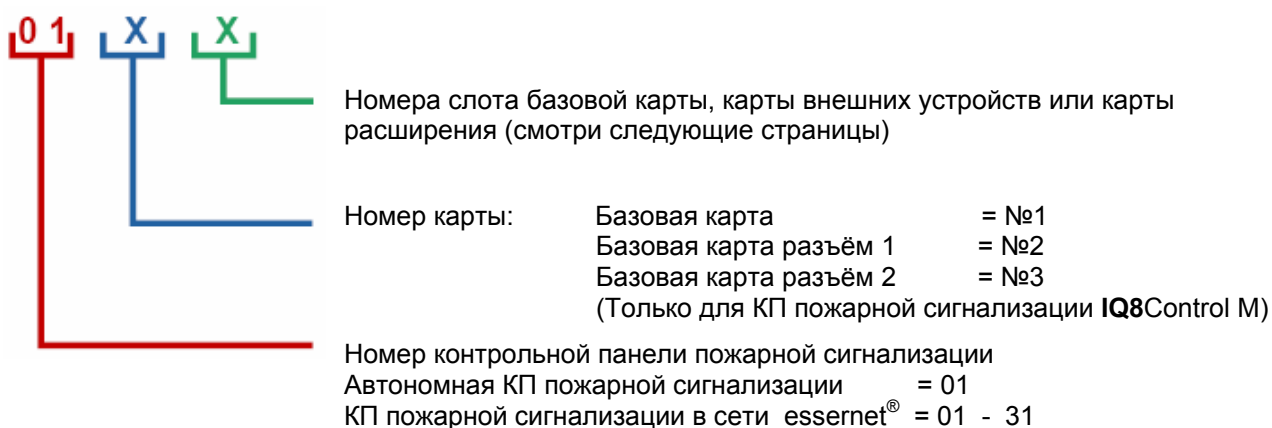 0 1 X X
Номера слота базовой карты, карты внешних устройств или карты
расширения (смотри следующие страницы)
Номер карты: Базовая карта = №1
Базовая карта разъём 1 = №2
Базовая карта разъём 2 = №3
(Только для КП пожарной сигнализации IQ8Control M)
Номер контрольной панели пожарной сигнализации
Автономная КП пожарной сигнализации = 01
КП пожарной сигнализации в сети essernet® = 01 - 31